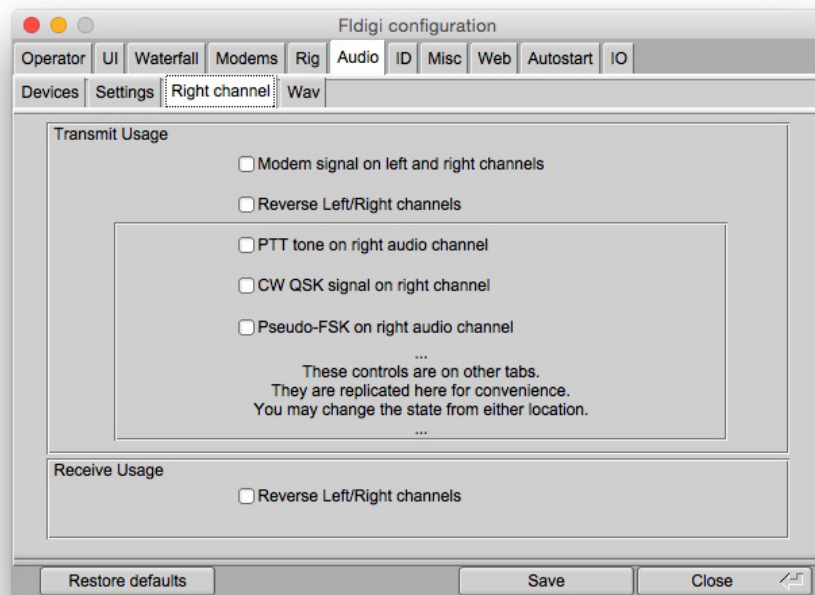 Fldigi configuration
Operator UI Waterfall Modems Rig Audio ID Misc Web Autostart IO
Devices Settings Right channel Wav
Transmit Usage
Modem signal on left and right channels
Reverse Left/Right channels
PTT tone on right audio channel
CW QSK signal on right channel
Pseudo-FSK on right audio channel
...
These controls are on other tabs.
They are replicated here for convenience.
You may change the state from either location.
...
Receive Usage
Reverse Left/Right channels
Restore defaults Save Close